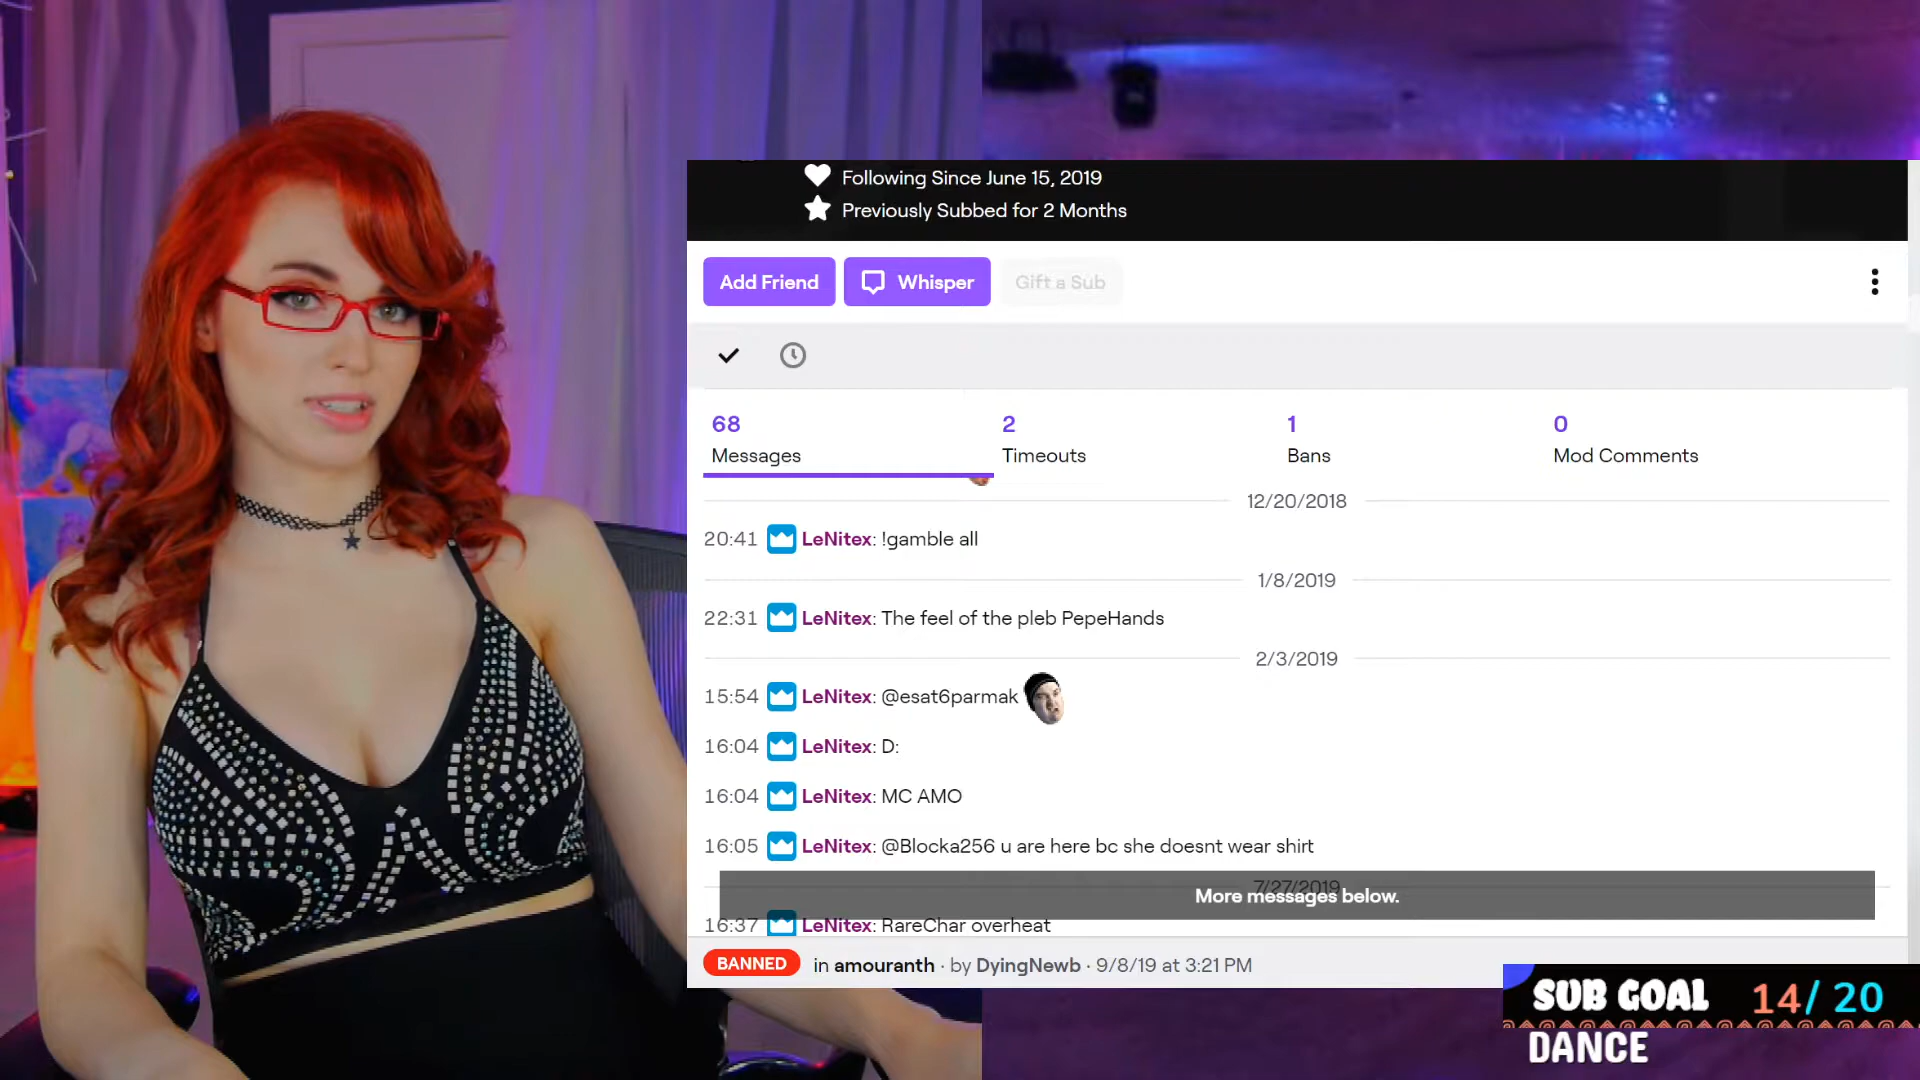 Following Since June 15, 2019
Previously Subbed for 2 Months
Add Friend
Whisper
Gift a Sub
68
Messages
2
Timeouts
1
Bans
0
Mod Comments
12/20/2018
20:41 LeNitex: !gamble all
1/8/2019
22:31 LeNitex: The feel of the pleb PepeHands
2/3/2019
15:54 LeNitex: @esat6parmak
16:04 LeNitex: D:
16:04 LeNitex: MC AMO
16:05 LeNitex: @Blocka256 u are here bc she doesnt wear shirt
7/27/2019
More messages below.
16:37 LeNitex: RareChar overheat
BANNED in amouranth · by DyingNewb · 9/8/19 at 3:21 PM
SUB GOAL 14/ 20
DANCE